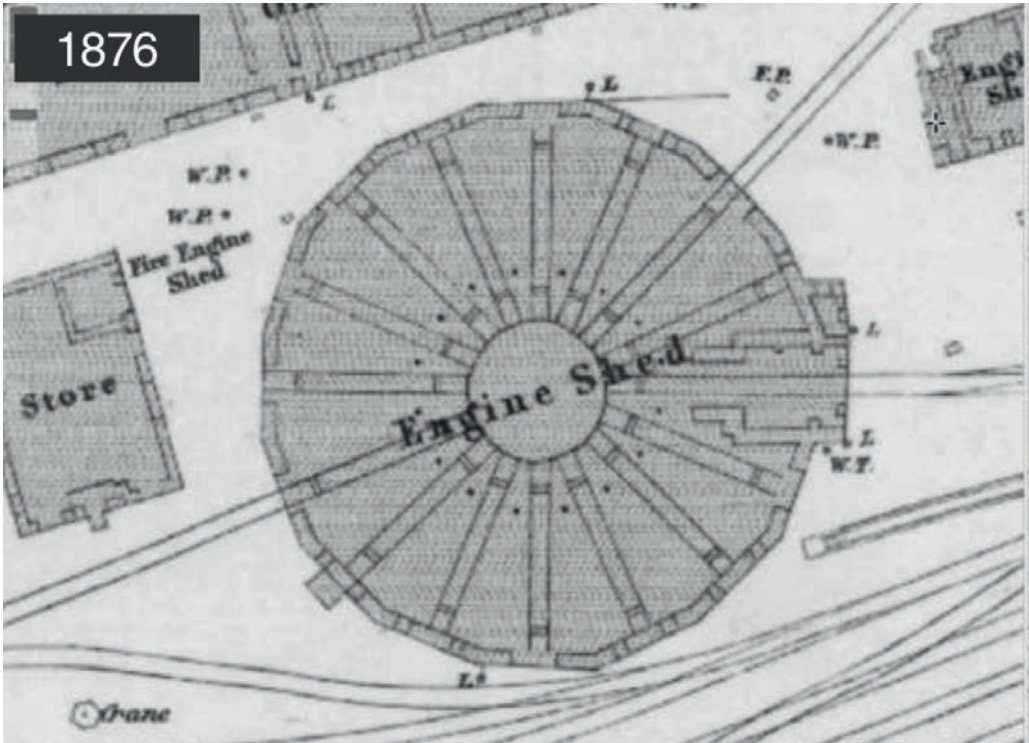 1876
L
F.P.
W.P.
W.P.
W.P.
Fire Engine
Shed
L
Store
Engine Shed
L
W.T.
L
Crane